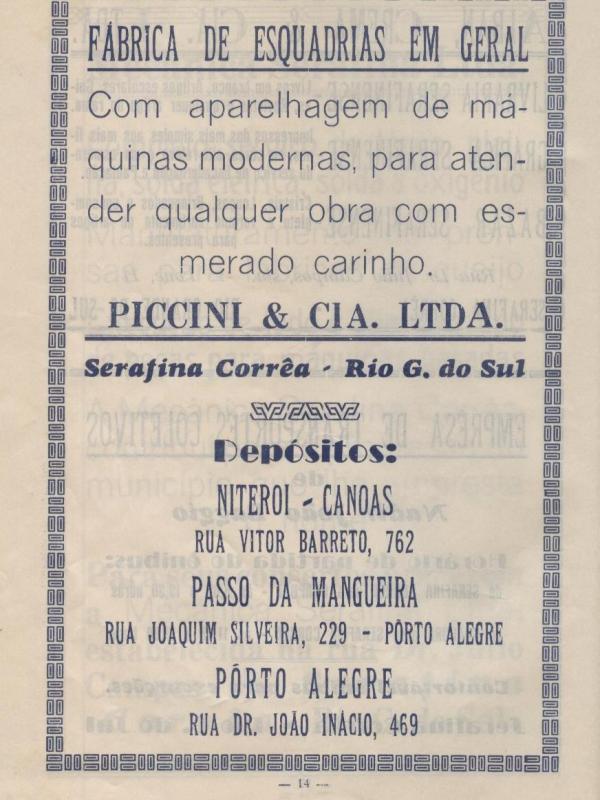 FÁBRICA DE ESQUADRIAS EM GERAL
Com aparelhagem de má-
quinas modernas, para aten-
der qualquer obra com es-
merado carinho.
PICCINI & CIA. LTDA.
Serafina Corrêa - Rio G. do Sul
Depósitos:
NITEROI - CANOAS
RUA VITOR BARRETO, 762
PASSO DA MANGUEIRA
RUA JOAQUIM SILVEIRA, 229 - PÔRTO ALEGRE
PÔRTO ALEGRE
RUA DR. JOÃO INÁCIO, 469
— 14 —